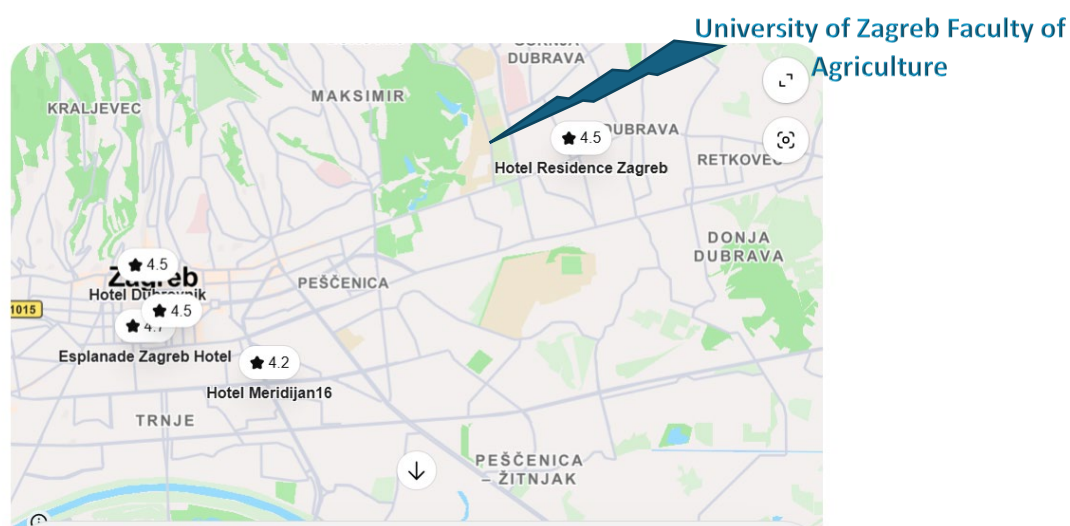 University of Zagreb Faculty of
Agriculture
DUBRAVA
MAKSIMIR
KRALJEVEC
4.5
DUBRAVA
RETKOVEC
Hotel Residence Zagreb
DONJA
DUBRAVA
4.5
Zagreb
PEŠČENICA
Hotel Dubrovnik
1015
4.5
4.7
Esplanade Zagreb Hotel
4.2
Hotel Meridijan16
TRNJE
PEŠČENICA
– ŽITNJAK